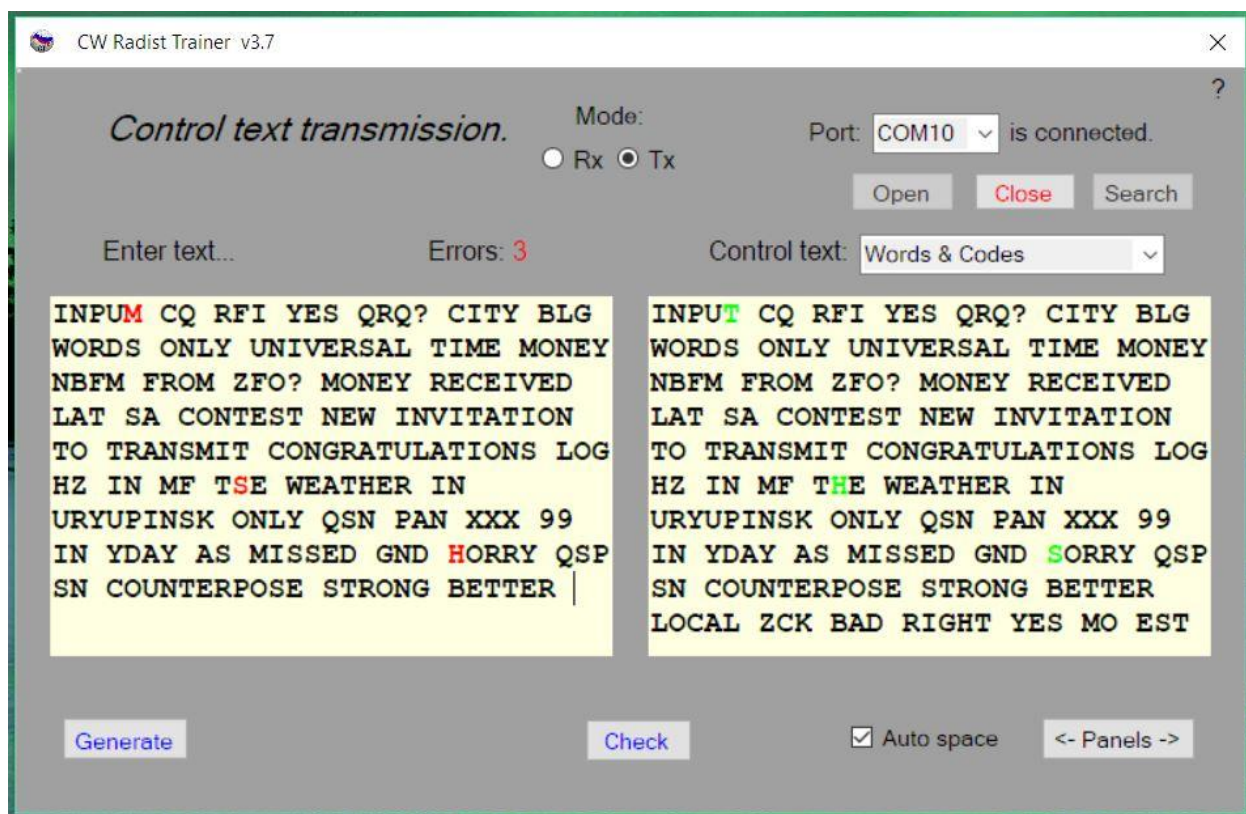 CW Radist Trainer v3.7
?
Control text transmission.
Mode:
Rx Tx
Port: COM10 is connected.
Open Close Search
Enter text...
Errors: 3
Control text: Words & Codes
INPUM CQ RFI YES QRQ? CITY BLG
WORDS ONLY UNIVERSAL TIME MONEY
NBFM FROM ZFO? MONEY RECEIVED
LAT SA CONTEST NEW INVITATION
TO TRANSMIT CONGRATULATIONS LOG
HZ IN MF TSE WEATHER IN
URYUPINSK ONLY QSN PAN XXX 99
IN YDAY AS MISSED GND HORRY QSP
SN COUNTERPOSE STRONG BETTER
INPUT CQ RFI YES QRQ? CITY BLG
WORDS ONLY UNIVERSAL TIME MONEY
NBFM FROM ZFO? MONEY RECEIVED
LAT SA CONTEST NEW INVITATION
TO TRANSMIT CONGRATULATIONS LOG
HZ IN MF THE WEATHER IN
URYUPINSK ONLY QSN PAN XXX 99
IN YDAY AS MISSED GND SORRY QSP
SN COUNTERPOSE STRONG BETTER
LOCAL ZCK BAD RIGHT YES MO EST
Generate
Check
Auto space
<- Panels ->